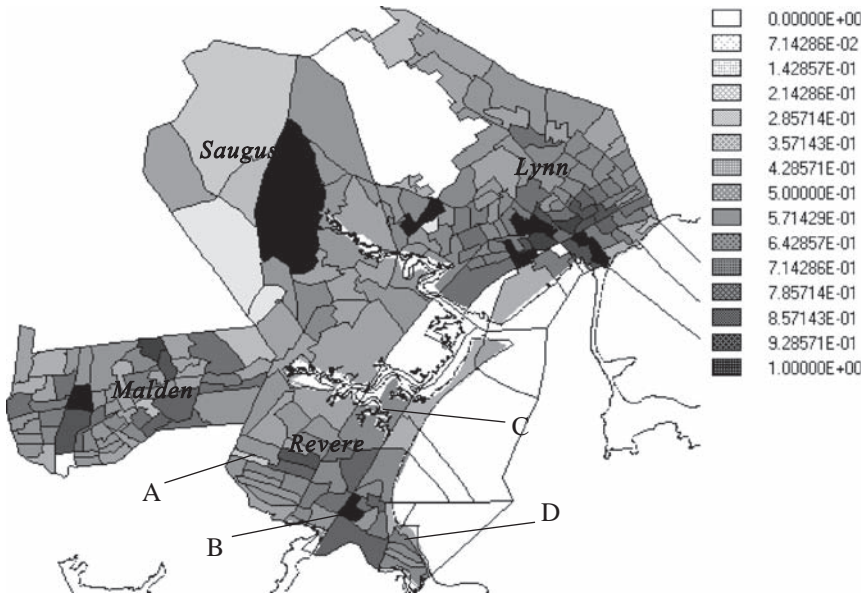 0.00000E+00
7.14286E-02
1.42857E-01
2.14286E-01
2.85714E-01
3.57143E-01
4.28571E-01
5.00000E-01
5.71429E-01
6.42857E-01
7.14286E-01
7.85714E-01
8.57143E-01
9.28571E-01
1.00000E+00
Saugus
Lynn
Malden
C
Revere
A
B
D